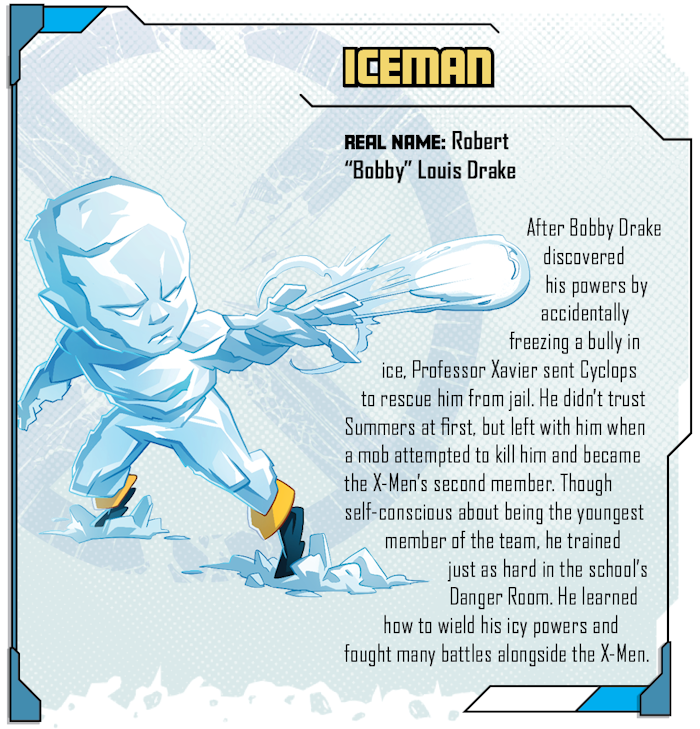 ICEMAN
REAL NAME: Robert
“Bobby” Louis Drake
After Bobby Drake
discovered
his powers by
accidentally
freezing a bully in
ice, Professor Xavier sent Cyclops
to rescue him from jail. He didn’t trust
Summers at first, but left with him when
a mob attempted to kill him and became
the X-Men’s second member. Though
self-conscious about being the youngest
member of the team, he trained
just as hard in the school’s
Danger Room. He learned
how to wield his icy powers and
fought many battles alongside the X-Men.